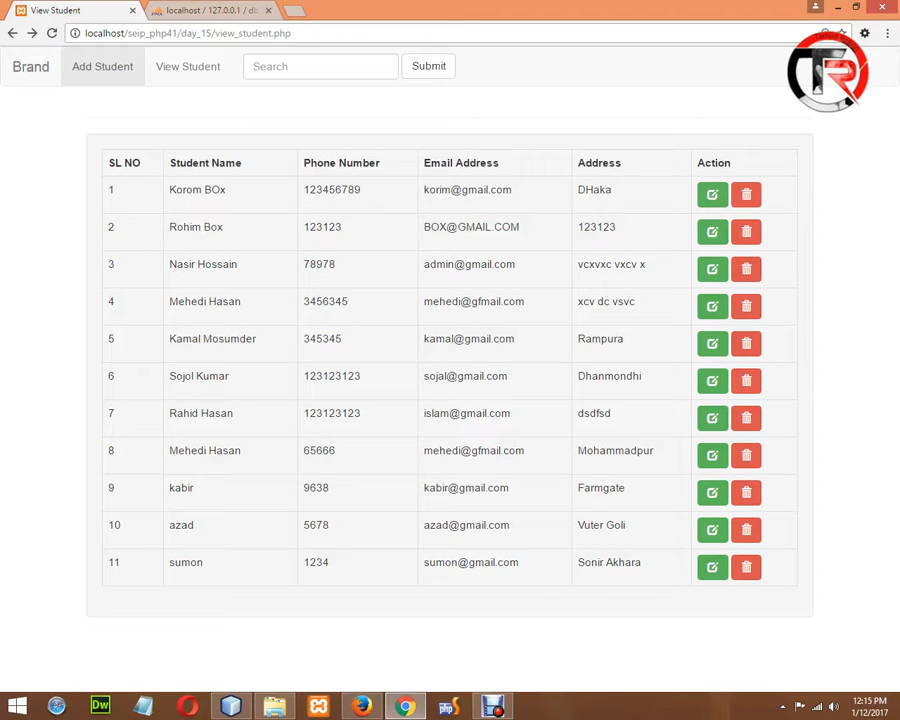 View Student
localhost / 127.0.0.1 / db
localhost/seip_php41/day_15/view_student.php
Brand Add Student View Student Search Submit
TR
SL NO Student Name Phone Number Email Address Address Action
1 Korom BOx 123456789 korim@gmail.com DHaka
2 Rohim Box 123123 BOX@GMAIL.COM 123123
3 Nasir Hossain 78978 admin@gmail.com vcxvxc vxcv x
4 Mehedi Hasan 3456345 mehedi@gfmail.com xcv dc vsvc
5 Kamal Mosumder 345345 kamal@gmail.com Rampura
6 Sojol Kumar 123123123 sojal@gmail.com Dhanmondhi
7 Rahid Hasan 123123123 islam@gmail.com dsdfsd
8 Mehedi Hasan 65666 mehedi@gfmail.com Mohammadpur
9 kabir 9638 kabir@gmail.com Farmgate
10 azad 5678 azad@gmail.com Vuter Goli
11 sumon 1234 sumon@gmail.com Sonir Akhara
Dw
php
12:15 PM
1/12/2017